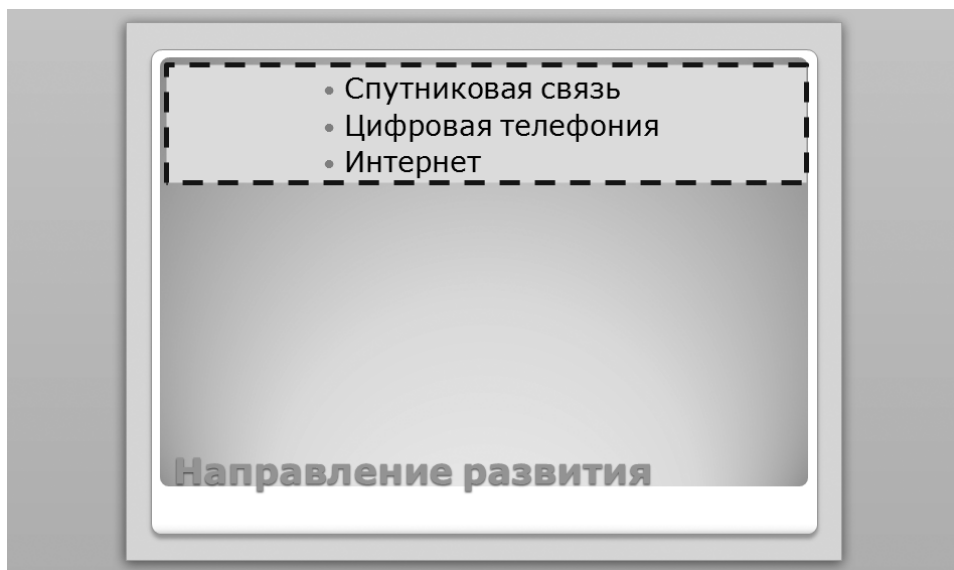 • Спутниковая связь
• Цифровая телефония
• Интернет
Направление развития